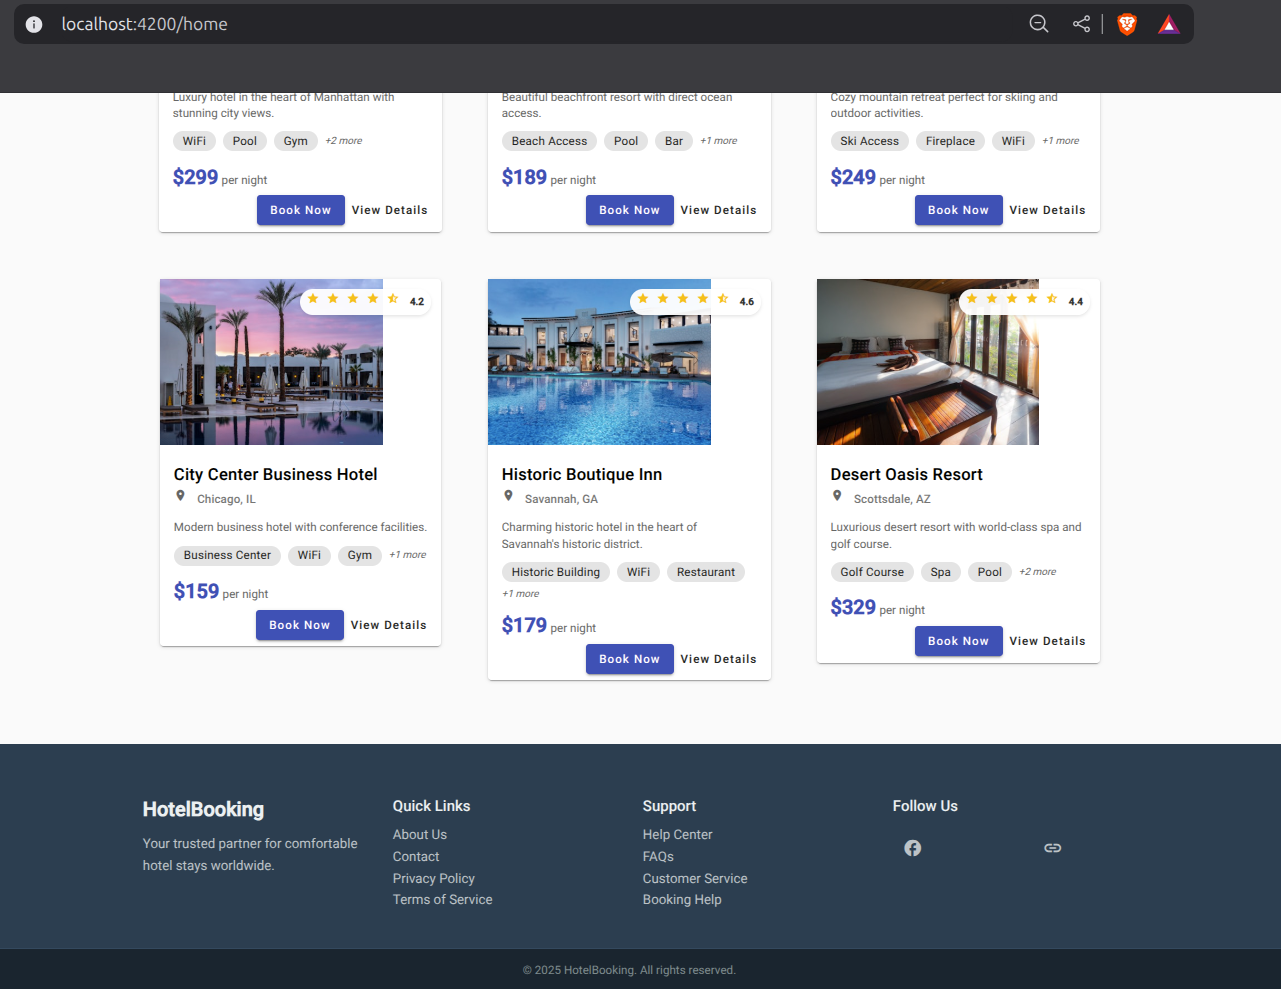 localhost:4200/home
Luxury hotel in the heart of Manhattan with
stunning city views.
WiFi Pool Gym +2 more
$299 per night
Book Now View Details
Beautiful beachfront resort with direct ocean
access.
Beach Access Pool Bar +1 more
$189 per night
Book Now View Details
Cozy mountain retreat perfect for skiing and
outdoor activities.
Ski Access Fireplace WiFi +1 more
$249 per night
Book Now View Details
4.2
City Center Business Hotel
Chicago, IL
Modern business hotel with conference facilities.
Business Center WiFi Gym +1 more
$159 per night
Book Now View Details
4.6
Historic Boutique Inn
Savannah, GA
Charming historic hotel in the heart of
Savannah's historic district.
Historic Building WiFi Restaurant
+1 more
$179 per night
Book Now View Details
4.4
Desert Oasis Resort
Scottsdale, AZ
Luxurious desert resort with world-class spa and
golf course.
Golf Course Spa Pool +2 more
$329 per night
Book Now View Details
HotelBooking
Your trusted partner for comfortable
hotel stays worldwide.
Quick Links
About Us
Contact
Privacy Policy
Terms of Service
Support
Help Center
FAQs
Customer Service
Booking Help
Follow Us
© 2025 HotelBooking. All rights reserved.